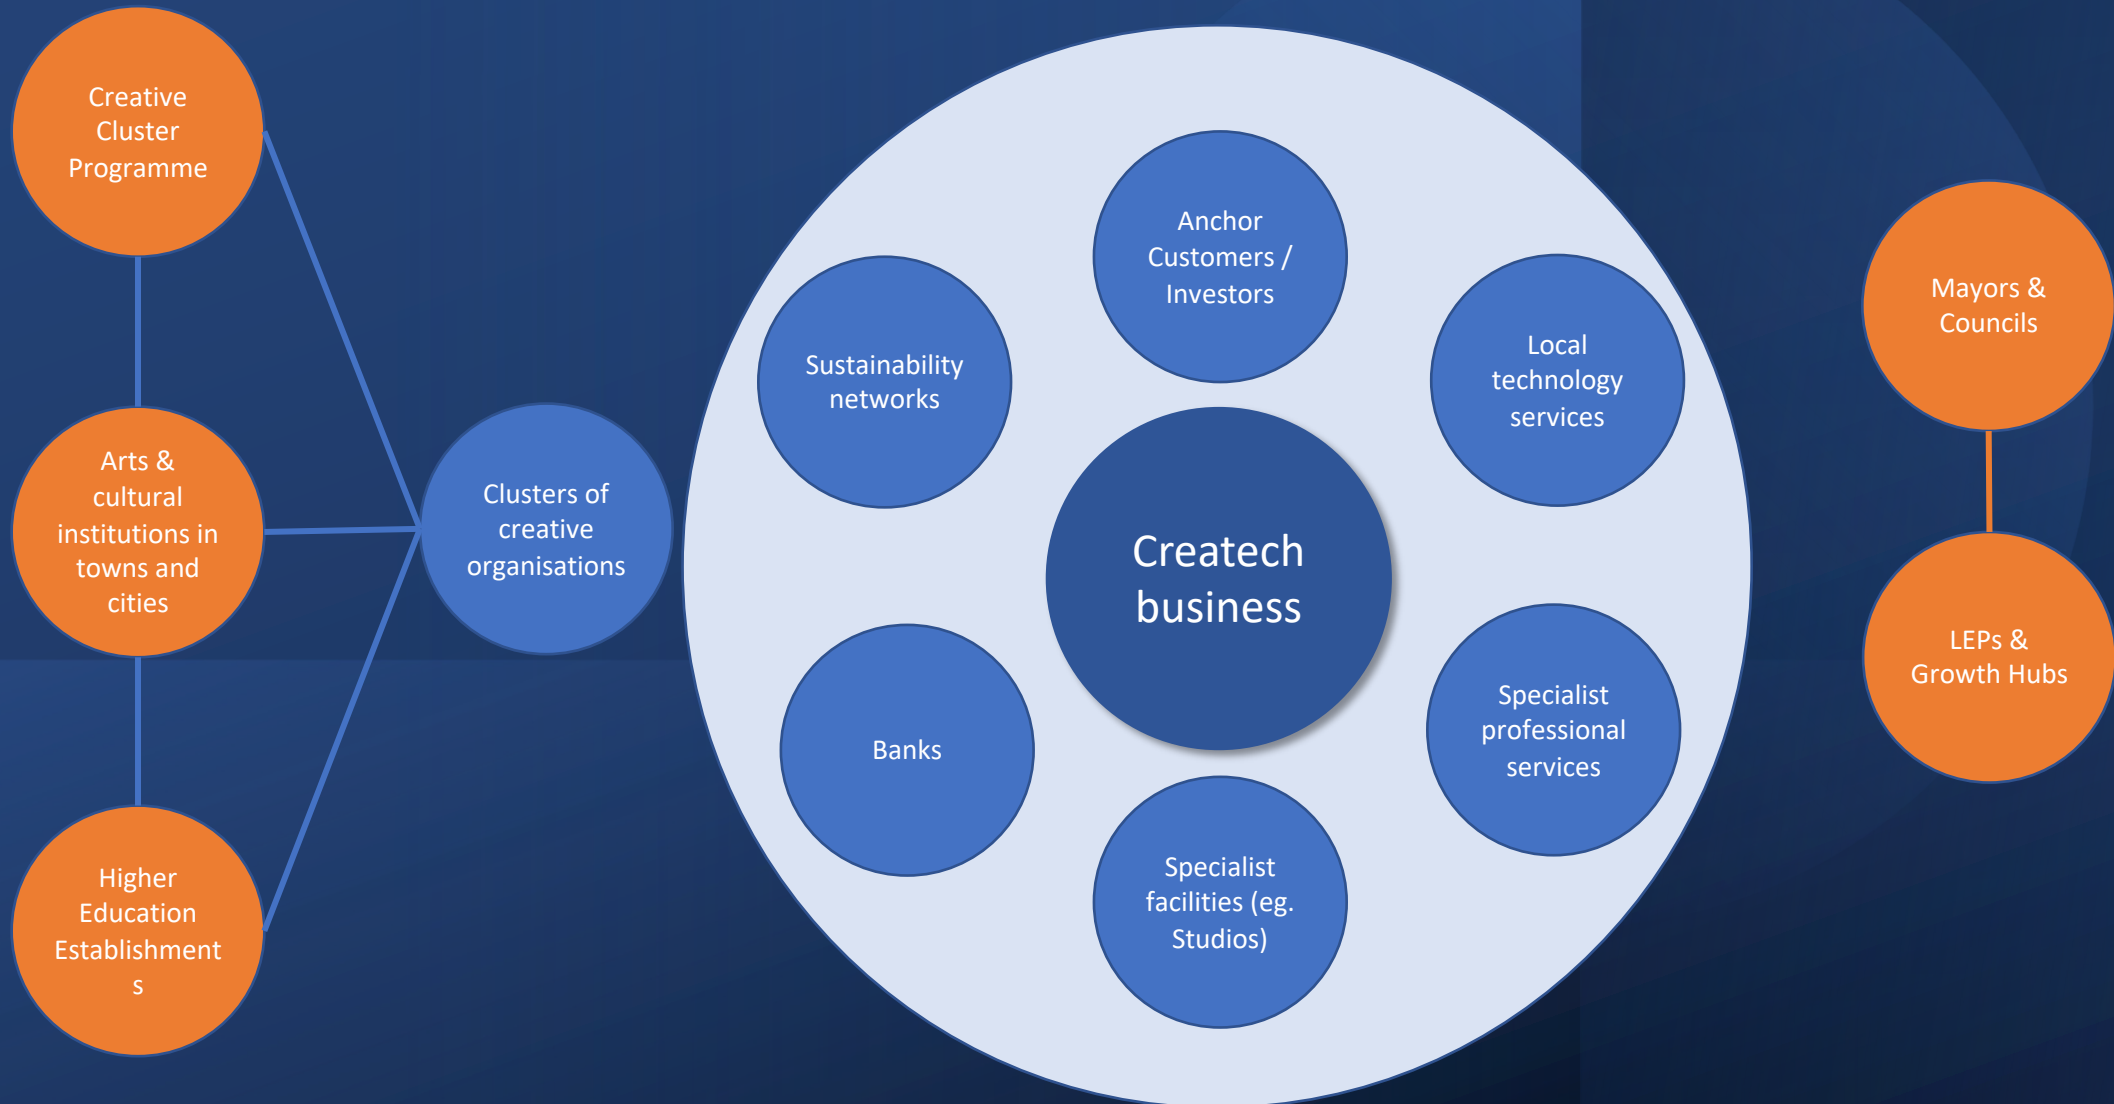 Creative
Cluster
Programme
Arts &
cultural
institutions in
towns and
cities
Higher
Education
Establishment
s
Clusters of
creative
organisations
Sustainability
networks
Anchor
Customers /
Investors
Local
technology
services
Createch
business
Banks
Specialist
facilities (eg.
Studios)
Specialist
professional
services
Mayors &
Councils
LEPs &
Growth Hubs